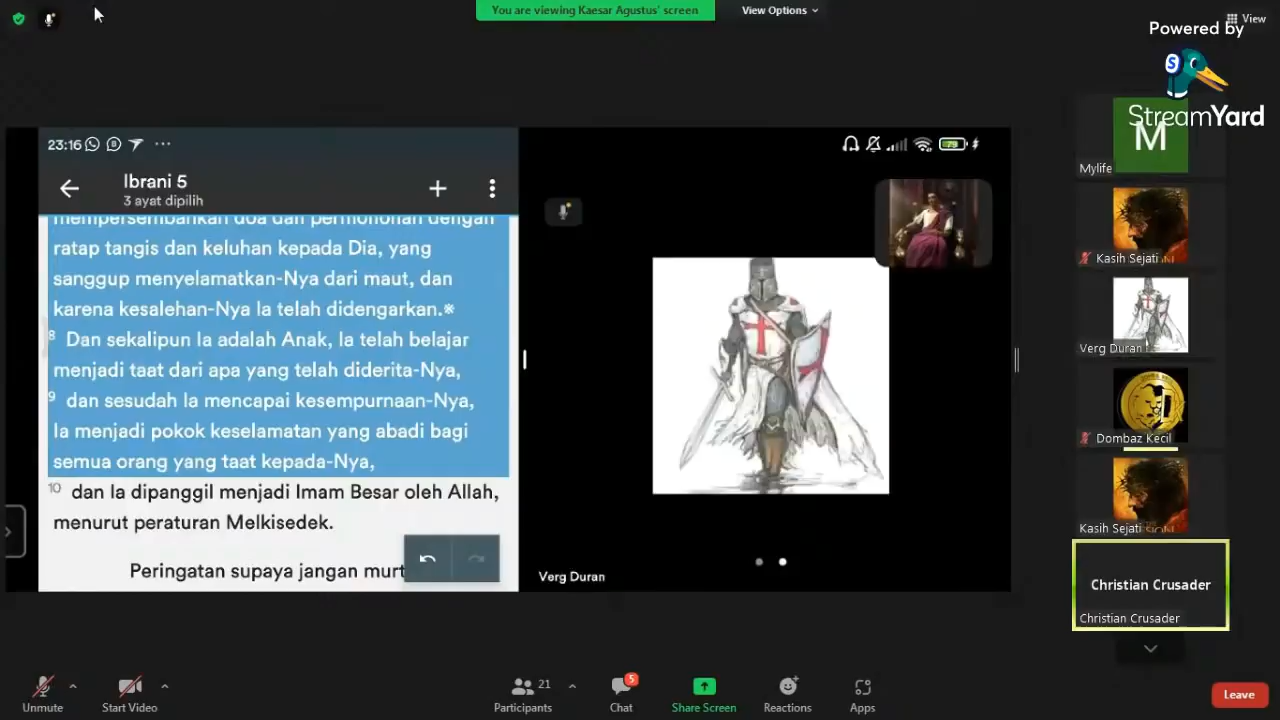 You are viewing Kaesar Agustus' screen
View Options
View
Powered by
S
StreamYard
23:16
79
Ibrani 5
3 ayat dipilih
mempersembahkan doa dan permohonan dengan
ratap tangis dan keluhan kepada Dia, yang
sanggup menyelamatkan-Nya dari maut, dan
karena kesalehan-Nya Ia telah didengarkan.*
8 Dan sekalipun Ia adalah Anak, Ia telah belajar
menjadi taat dari apa yang telah diderita-Nya,
9 dan sesudah Ia mencapai kesempurnaan-Nya,
Ia menjadi pokok keselamatan yang abadi bagi
semua orang yang taat kepada-Nya,
10 dan Ia dipanggil menjadi Imam Besar oleh Allah,
menurut peraturan Melkisedek.
Peringatan supaya jangan murt
Verg Duran
M
Mylife
Kasih Sejati
Verg Duran
Dombaz Kecil
Kasih Sejati
Christian Crusader
Christian Crusader
Unmute
Start Video
21
Participants
5
Chat
Share Screen
Reactions
Apps
Leave